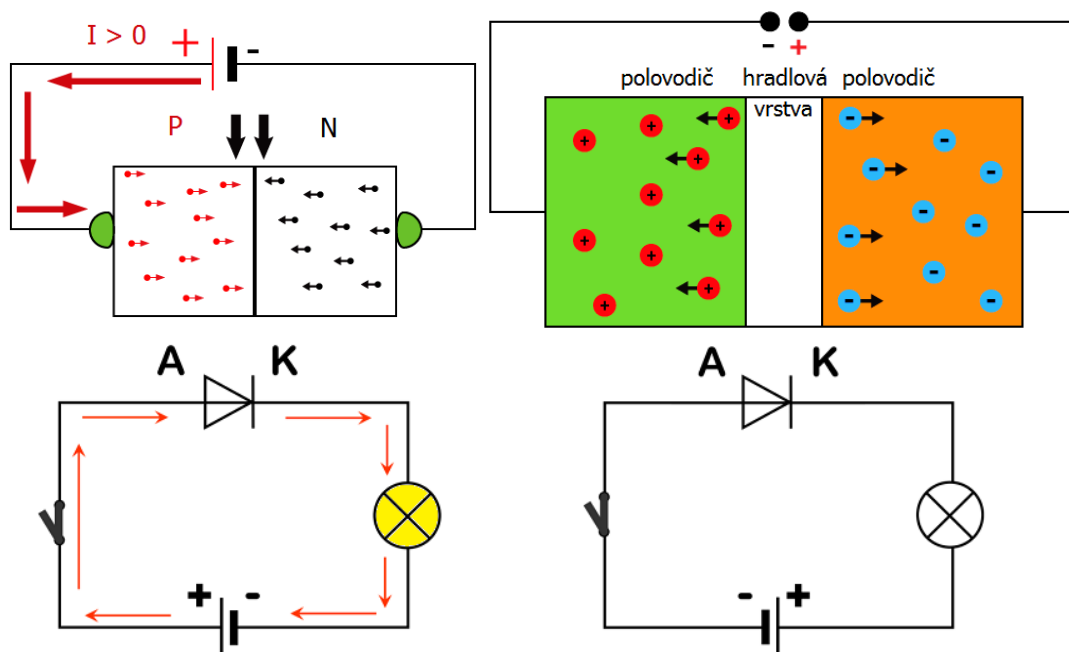 I > 0
+ -
P N
- +
polovodič hradlová polovodič
vrstva
A K
+ -
A K
- +